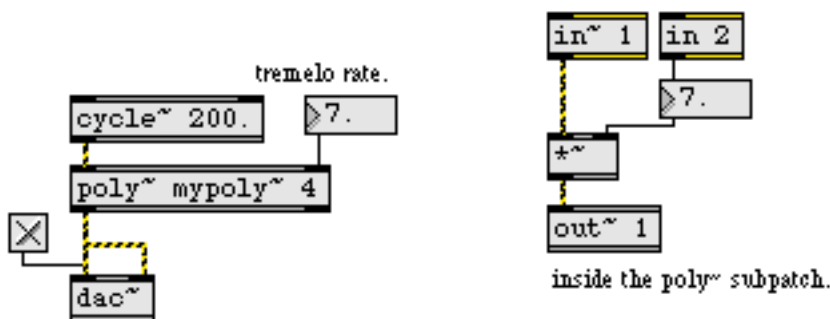 tremelo rate.
cycle~ 200.
7.
poly~ mypoly~ 4
dac~
in~ 1
in 2
7.
*~
out~ 1
inside the poly~ subpatch.